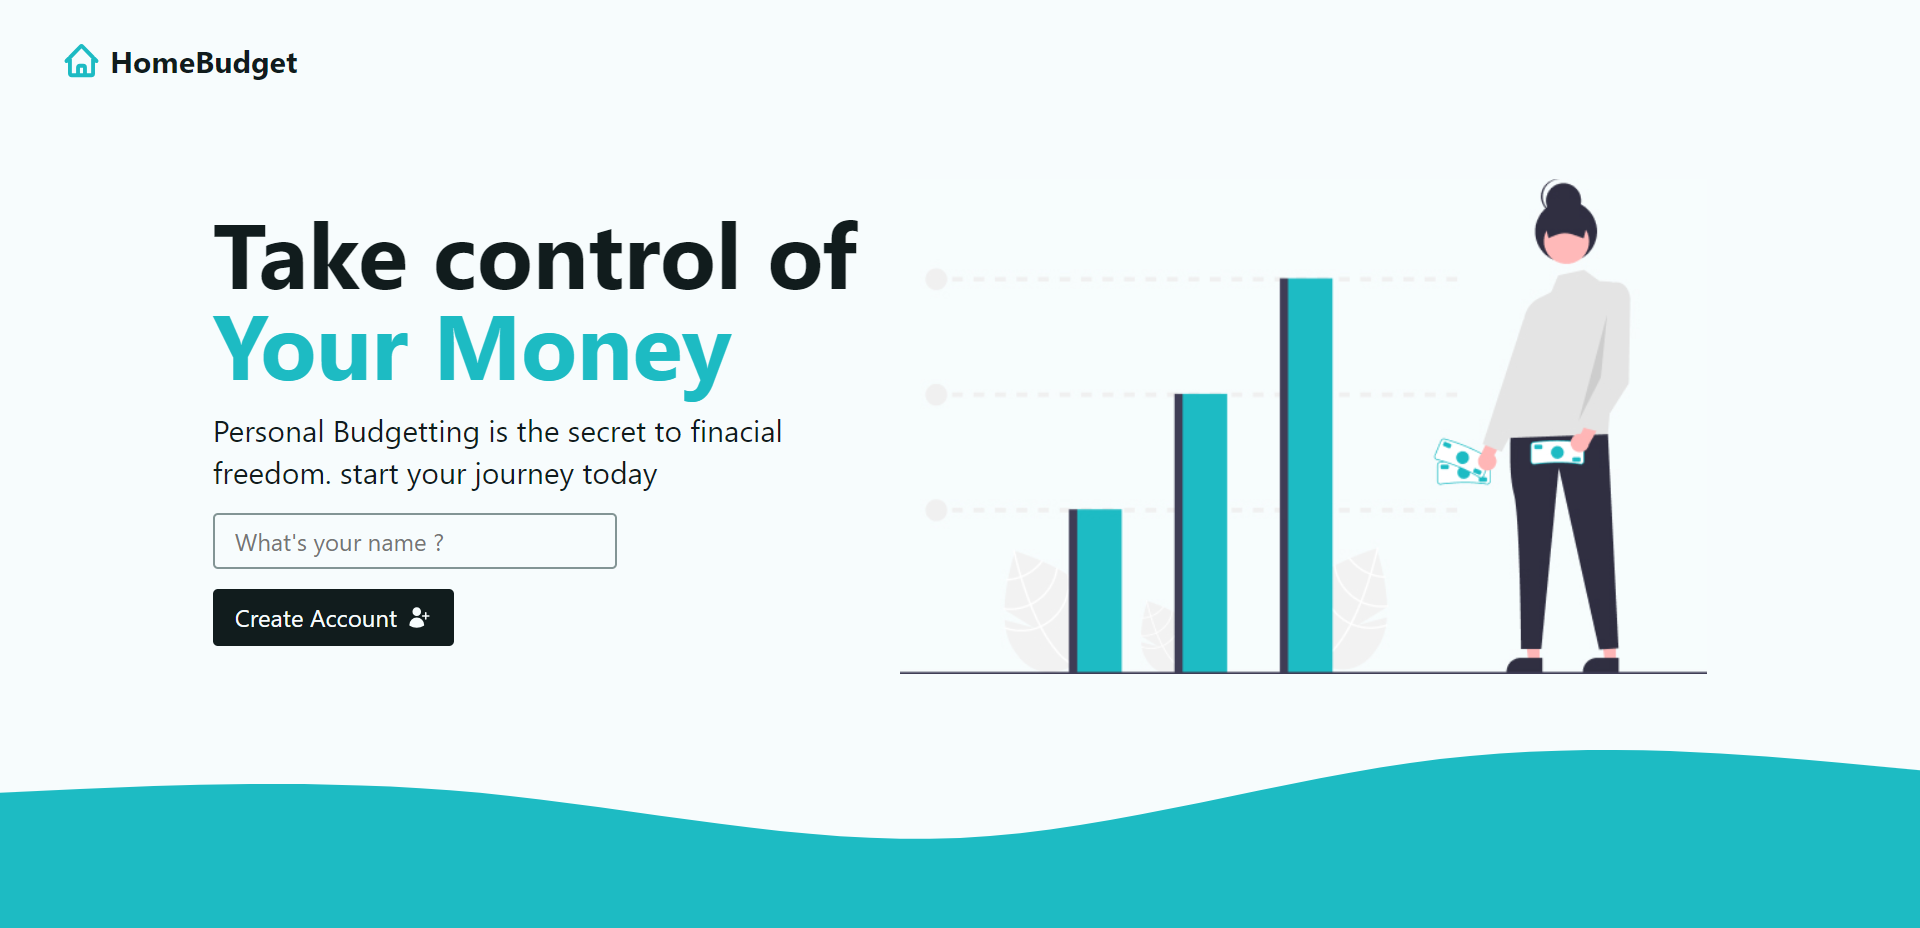 HomeBudget
Take control of
Your Money
Personal Budgetting is the secret to finacial
freedom. start your journey today
What's your name ?
Create Account